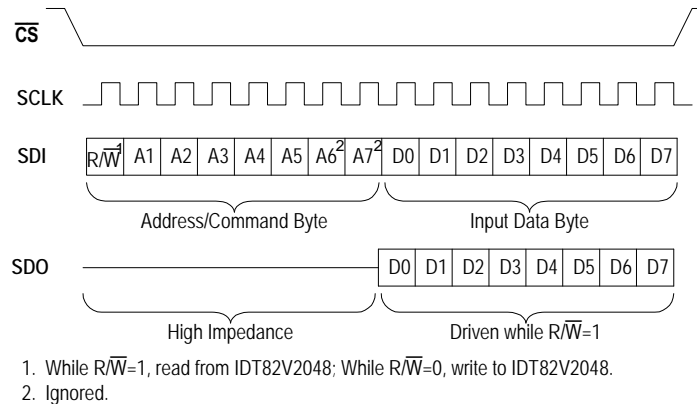 C̅S̅
SCLK
SDI R/W̅¹ A1 A2 A3 A4 A5 A6² A7² D0 D1 D2 D3 D4 D5 D6 D7
Address/Command Byte Input Data Byte
SDO D0 D1 D2 D3 D4 D5 D6 D7
High Impedance Driven while R/W̅=1
1. While R/W̅=1, read from IDT82V2048; While R/W̅=0, write to IDT82V2048.
2. Ignored.